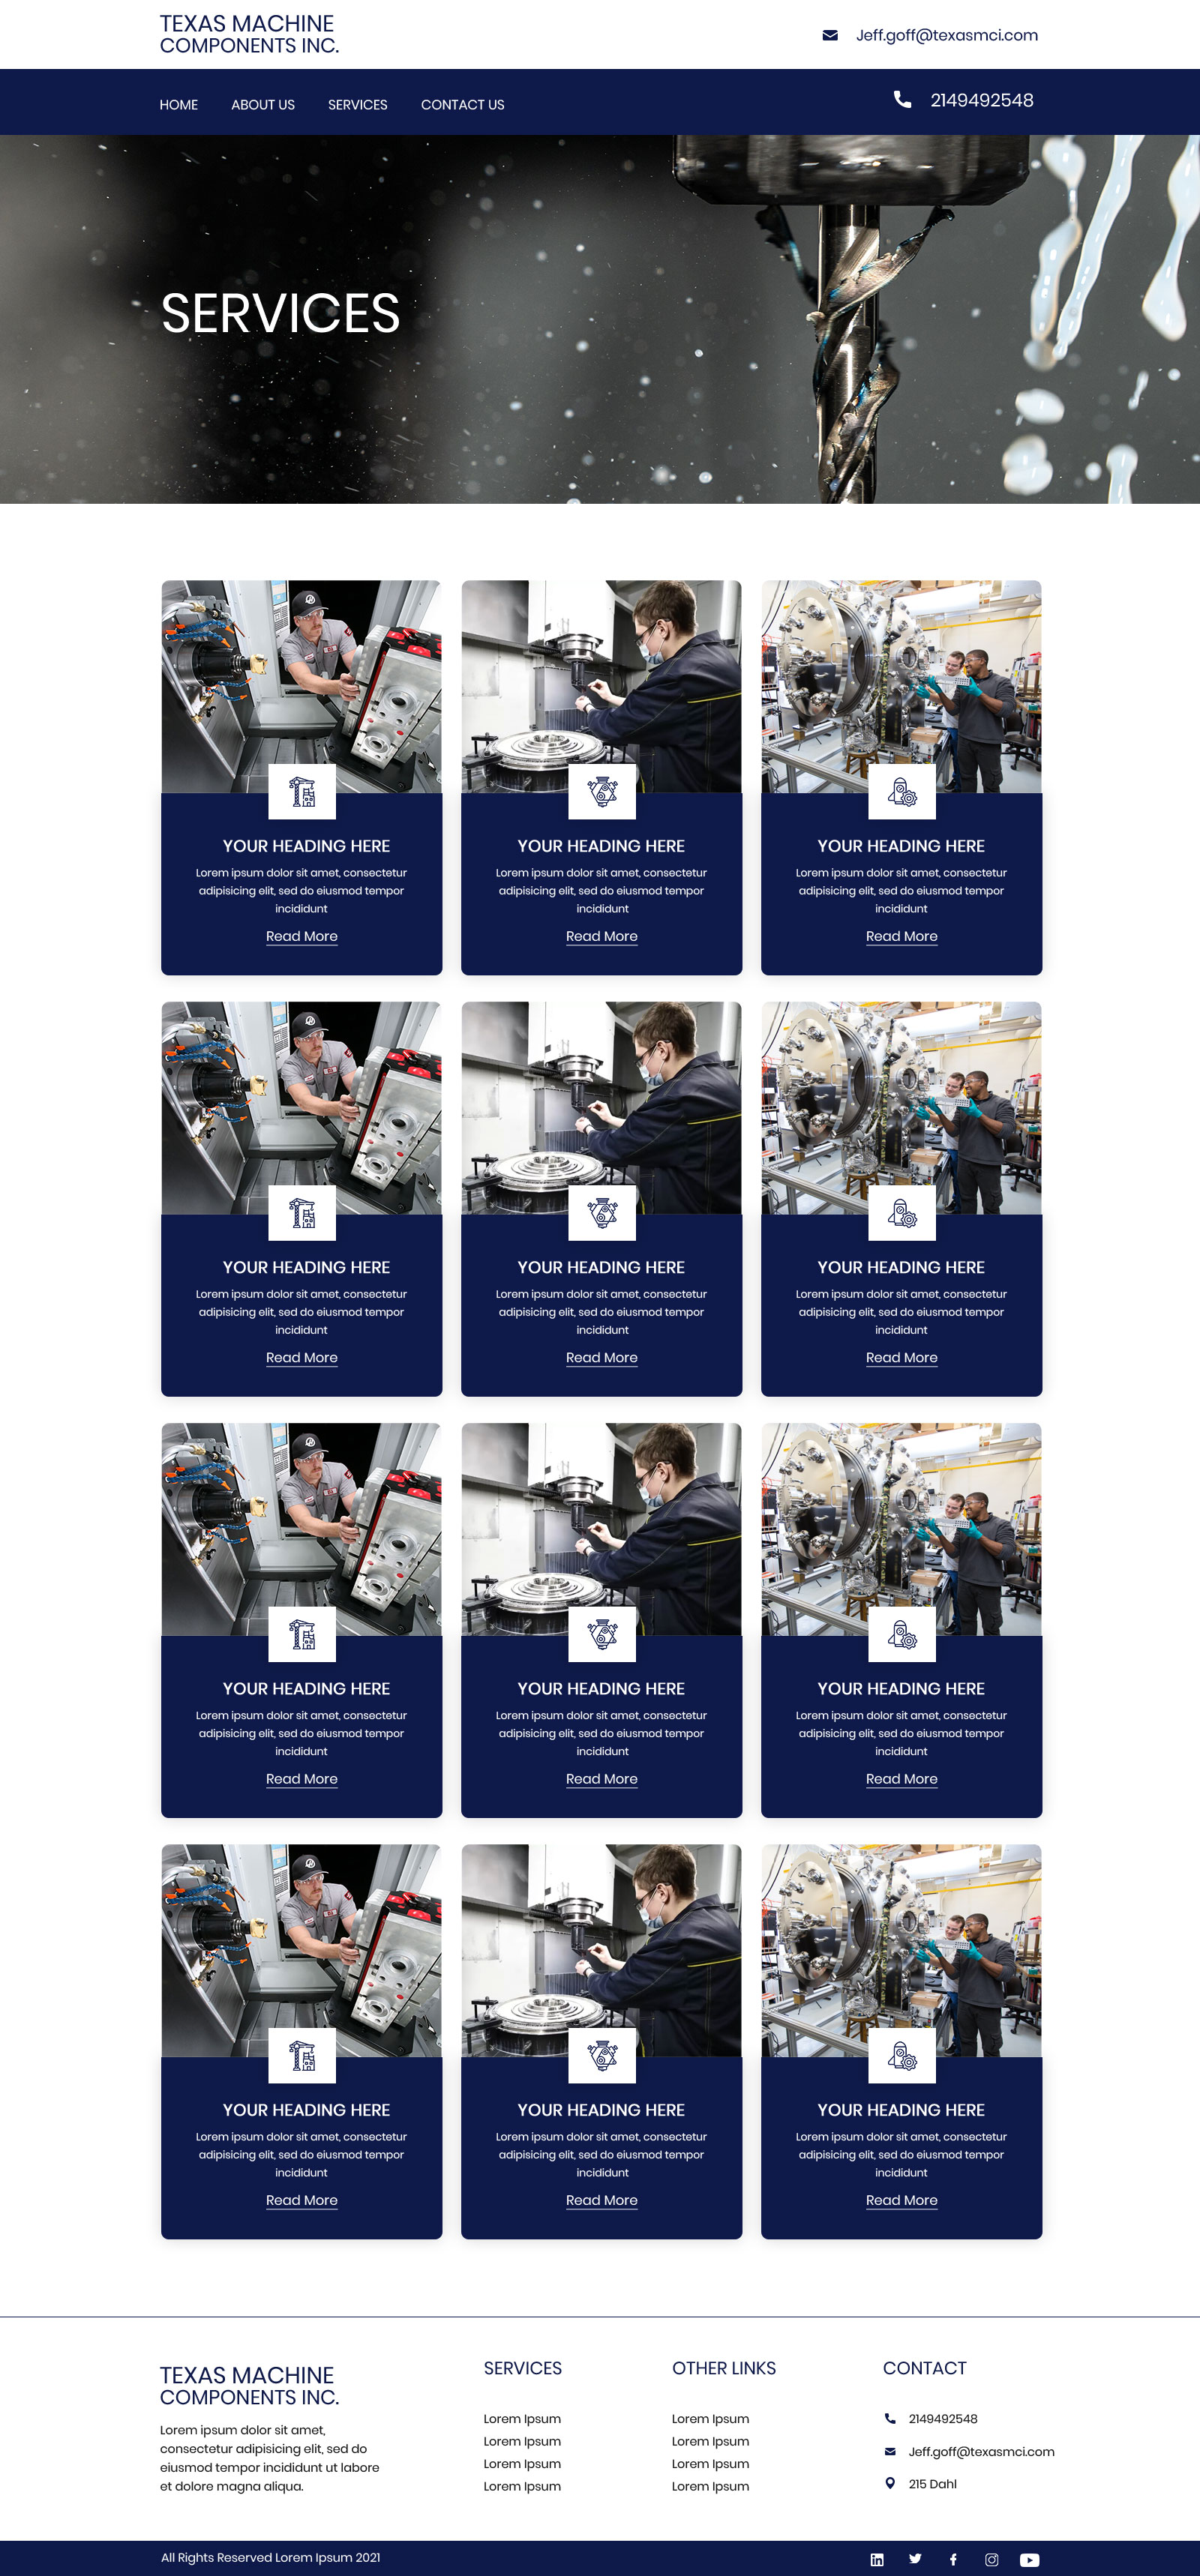 TEXAS MACHINE
COMPONENTS INC.
Jeff.goff@texasmci.com
HOME ABOUT US SERVICES CONTACT US
2149492548
SERVICES
YOUR HEADING HERE YOUR HEADING HERE YOUR HEADING HERE
Lorem ipsum dolor sit amet, consectetur Lorem ipsum dolor sit amet, consectetur Lorem ipsum dolor sit amet, consectetur
adipisicing elit, sed do eiusmod tempor adipisicing elit, sed do eiusmod tempor adipisicing elit, sed do eiusmod tempor
incididunt incididunt incididunt
Read More Read More Read More
YOUR HEADING HERE YOUR HEADING HERE YOUR HEADING HERE
Lorem ipsum dolor sit amet, consectetur Lorem ipsum dolor sit amet, consectetur Lorem ipsum dolor sit amet, consectetur
adipisicing elit, sed do eiusmod tempor adipisicing elit, sed do eiusmod tempor adipisicing elit, sed do eiusmod tempor
incididunt incididunt incididunt
Read More Read More Read More
YOUR HEADING HERE YOUR HEADING HERE YOUR HEADING HERE
Lorem ipsum dolor sit amet, consectetur Lorem ipsum dolor sit amet, consectetur Lorem ipsum dolor sit amet, consectetur
adipisicing elit, sed do eiusmod tempor adipisicing elit, sed do eiusmod tempor adipisicing elit, sed do eiusmod tempor
incididunt incididunt incididunt
Read More Read More Read More
YOUR HEADING HERE YOUR HEADING HERE YOUR HEADING HERE
Lorem ipsum dolor sit amet, consectetur Lorem ipsum dolor sit amet, consectetur Lorem ipsum dolor sit amet, consectetur
adipisicing elit, sed do eiusmod tempor adipisicing elit, sed do eiusmod tempor adipisicing elit, sed do eiusmod tempor
incididunt incididunt incididunt
Read More Read More Read More
TEXAS MACHINE
COMPONENTS INC.
Lorem ipsum dolor sit amet,
consectetur adipisicing elit, sed do
eiusmod tempor incididunt ut labore
et dolore magna aliqua.
SERVICES
Lorem Ipsum
Lorem Ipsum
Lorem Ipsum
Lorem Ipsum
OTHER LINKS
Lorem Ipsum
Lorem Ipsum
Lorem Ipsum
Lorem Ipsum
CONTACT
2149492548
Jeff.goff@texasmci.com
215 Dahl
All Rights Reserved Lorem Ipsum 2021